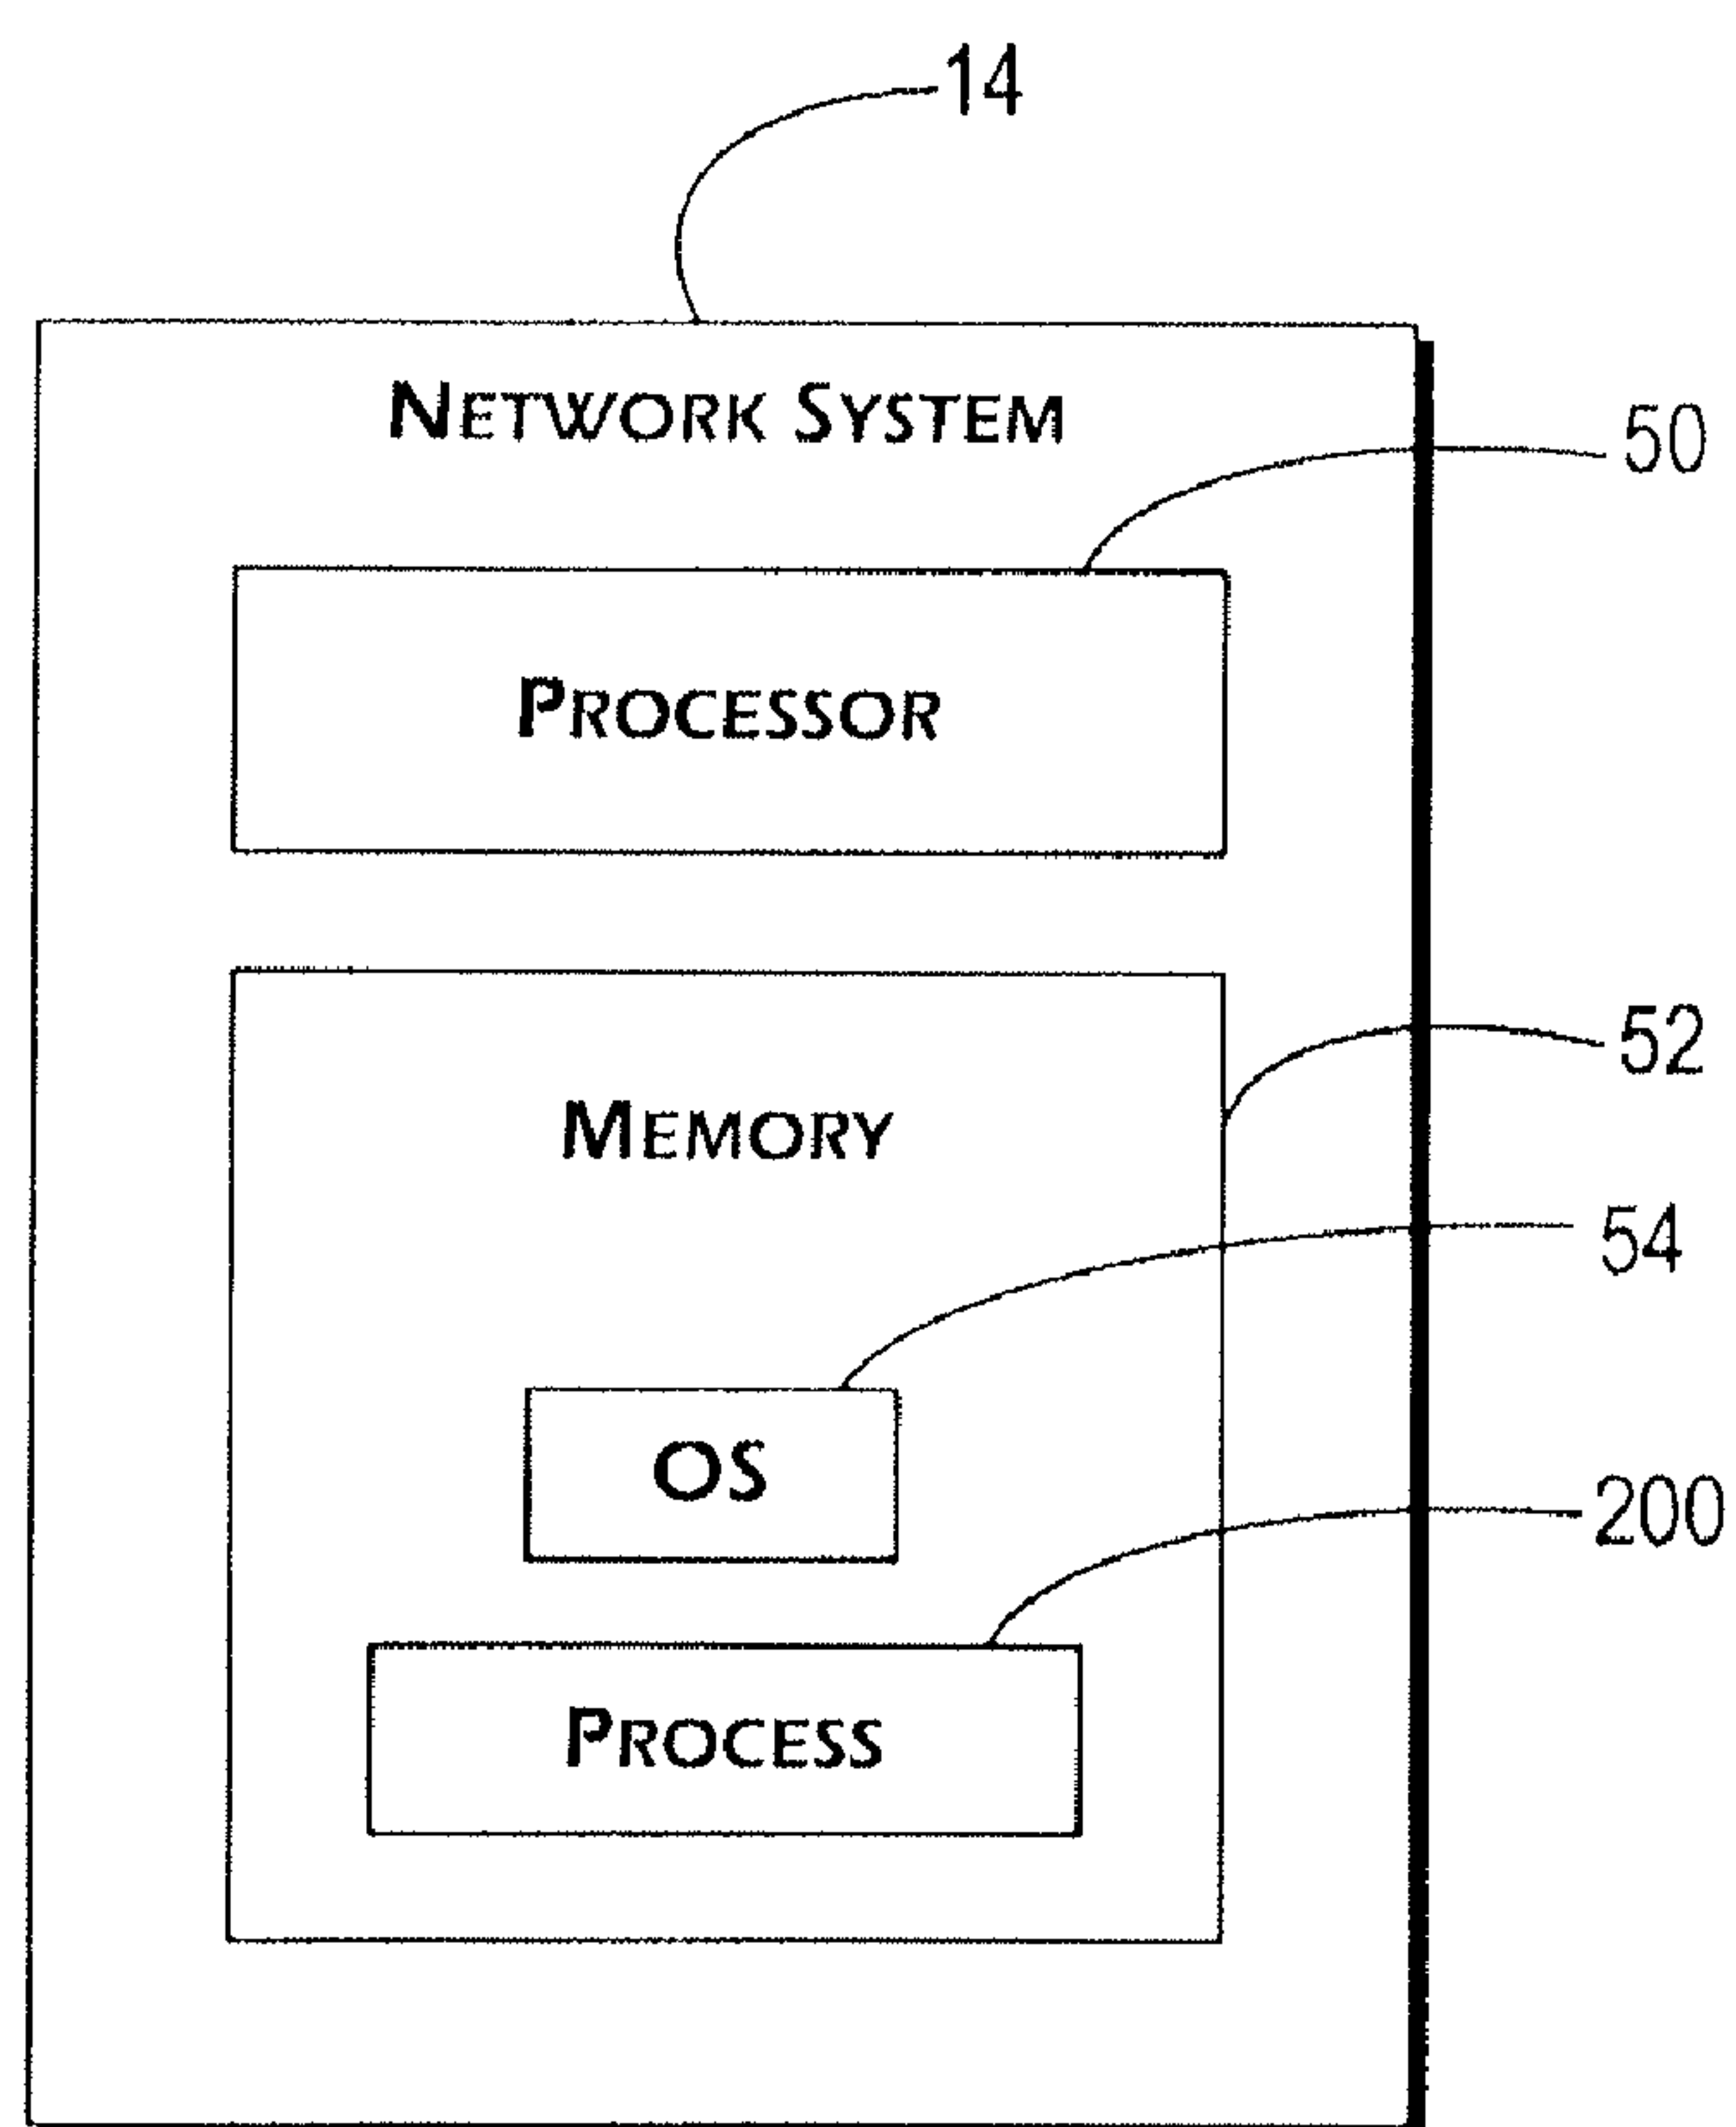 14
NETWORK SYSTEM
50
PROCESSOR
52
MEMORY
54
OS
200
PROCESS